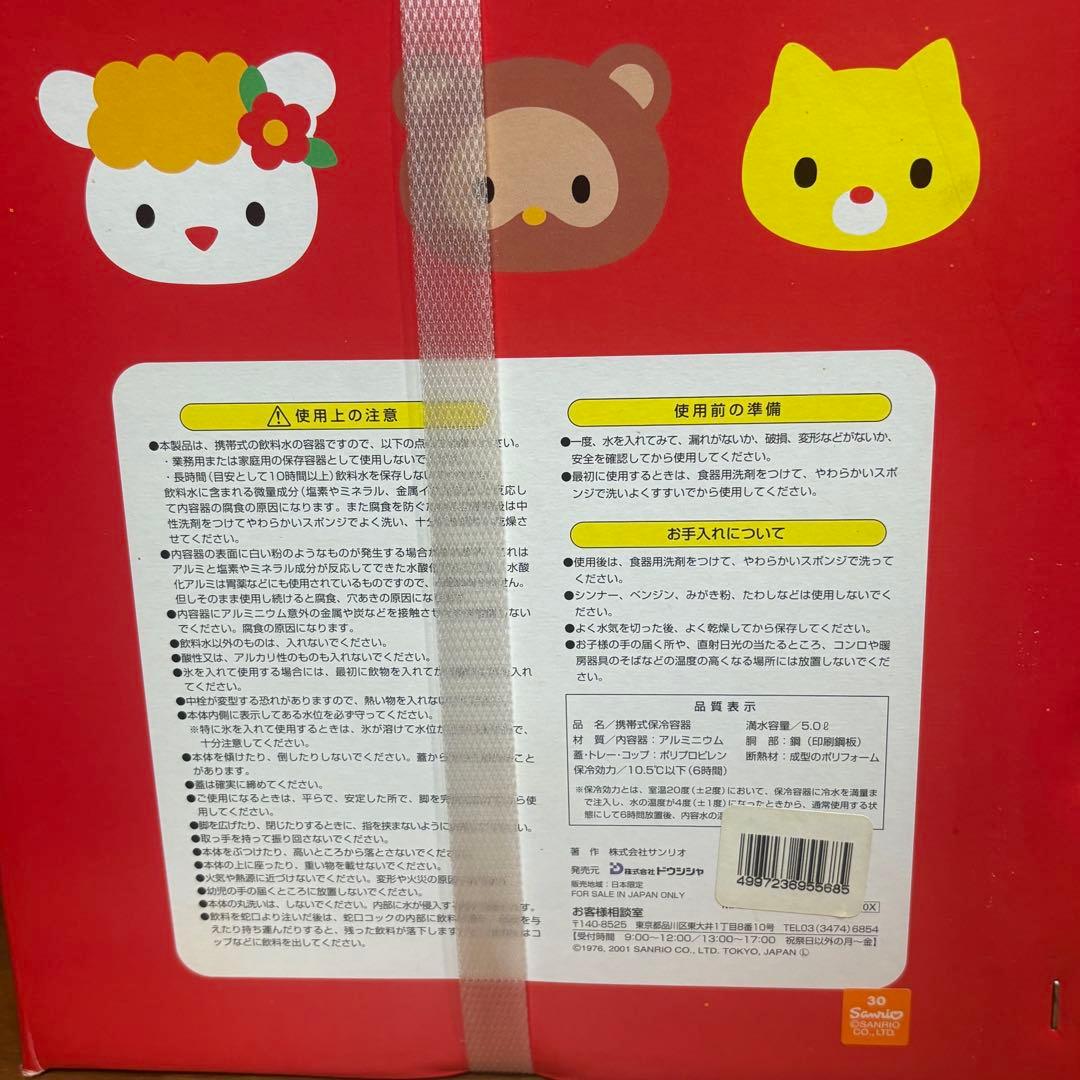 使用上の注意
●本製品は、携帯式の飲料水の容器ですので、以下の点 さい。
・業務用または家庭用の保存容器として使用しないで
・長時間(目安として10時間以上)飲料水を保存しな
飲料水に含まれる微量成分(塩素やミネラル、金属イ 反応し
て内容器の腐食の原因になります。また腐食を防ぐ 後は中
性洗剤をつけてやわらかいスポンジでよく洗い、十分 乾燥さ
せてください。
●内容器の表面に白い粉のようなものが発生する場合が これは
アルミと塩素やミネラル成分が反応してできた水酸化 水酸
化アルミは胃薬などにも使用されているものですので、 せん。
但しそのまま使用し続けると腐食、穴あきの原因になり
●内容器にアルミニウム意外の金属や炭などを接触させ ない
でください。腐食の原因になります。
●飲料水以外のものは、入れないでください。
●酸性又は、アルカリ性のものも入れないでください。
●氷を入れて使用する場合には、最初に飲物を入れてか 入れ
てください。
●中栓が変型する恐れがありますので、熱い物を入れない
●本体内側に表示してある水位を必ず守ってください。
※特に氷を入れて使用するときは、氷が溶けて水位が で、
十分注意してください。
●本体を傾けたり、倒したりしないでください。蓋から こと
があります。
●蓋は確実に締めてください。
●ご使用になるときは、平らで、安定した所で、脚を完 ら使
用してください。
●脚を広げたり、閉じたりするときに、指を挟まないように 。
●取っ手を持って振り回さないでください。
●本体をぶつけたり、高いところから落とさないでくださ
●本体の上に座ったり、重い物を載せないでください。
●火気や熱源に近づけないでください。変形や火災の原因
●幼児の手の届くところに放置しないでください。
●本体の丸洗いは、しないでください。内部に水が侵入する ます。
●飲料を蛇口より注いだ後は、蛇口コックの内部に飲料 を与
えたり持ち運んだりすると、残った飲料が落下します はコ
ップなどに飲料を出してください。
使用前の準備
●一度、水を入れてみて、漏れがないか、破損、変形などがないか、
安全を確認してから使用してください。
●最初に使用するときは、食器用洗剤をつけて、やわらかいスポ
ンジで洗いよくすすいでから使用してください。
お手入れについて
●使用後は、食器用洗剤をつけて、やわらかいスポンジで洗って
ください。
●シンナー、ベンジン、みがき粉、たわしなどは使用しないでく
ださい。
●よく水気を切った後、よく乾燥してから保存してください。
●お子様の手の届く所や、直射日光の当たるところ、コンロや暖
房器具のそばなどの温度の高くなる場所には放置しないでくだ
さい。
品質表示
品 名/携帯式保冷容器 満水容量/5.0ℓ
材 質/内容器:アルミニウム 胴 部:鋼(印刷鋼板)
蓋・トレー・コップ:ポリプロピレン 断熱材:成型のポリフォーム
保冷効力/10.5℃以下(6時間)
※保冷効力とは、室温20度(±2度)において、保冷容器に冷水を満量ま
で注入し、水の温度が4度(±1度)になったときから、通常使用する状
態にして6時間放置後、内容水の温
著 作 株式会社サンリオ
発売元 株式会社ドウシシャ
販売地域:日本限定
FOR SALE IN JAPAN ONLY
4997236955685
0X
お客様相談室
〒140-8525 東京都品川区東大井1丁目8番10号 TEL03(3474)6854
【受付時間 9:00~12:00/13:00~17:00 祝祭日以外の月~金】
©1976, 2001 SANRIO CO., LTD. TOKYO, JAPAN Ⓛ
30
Sanrio
©SANRIO
CO., LTD.